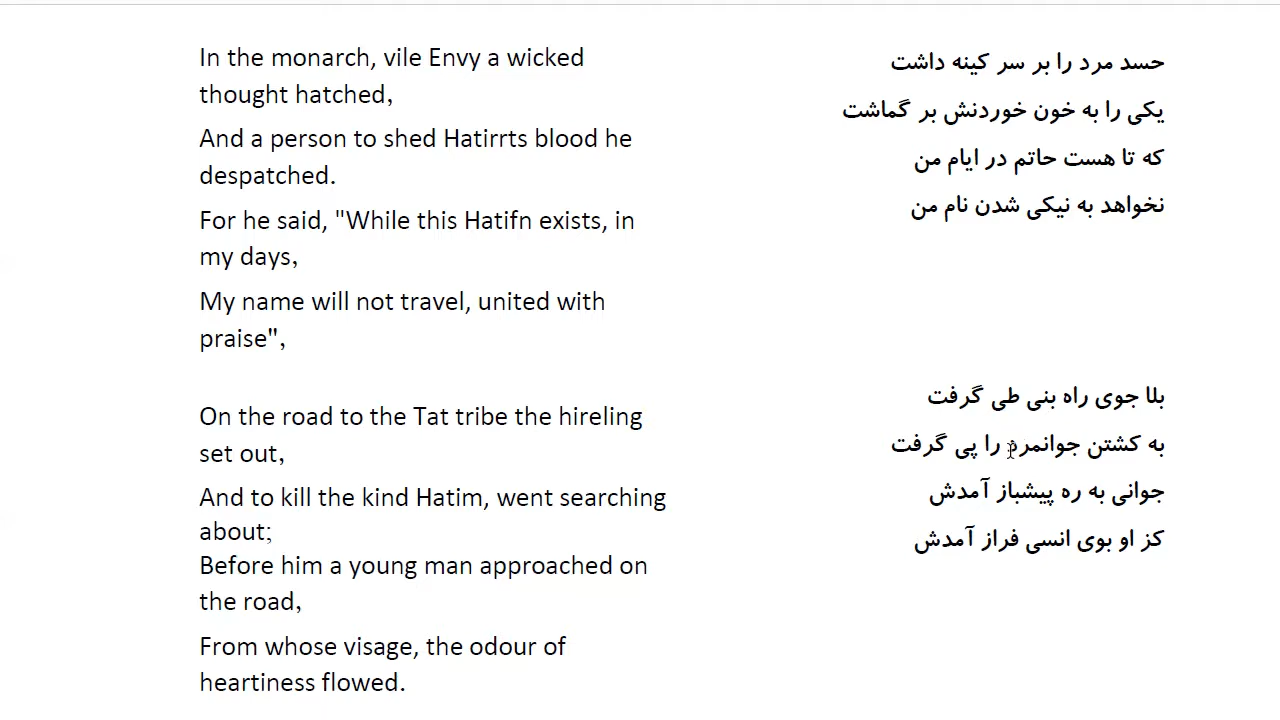 In the monarch, vile Envy a wicked
thought hatched,
And a person to shed Hatirrts blood he
despatched.
For he said, "While this Hatifn exists, in
my days,
My name will not travel, united with
praise",
حسد مرد را بر سر کینه داشت
یکی را به خون خوردنش بر گماشت
که تا هست حاتم در ایام من
نخواهد به نیکی شدن نام من
On the road to the Tat tribe the hireling
set out,
And to kill the kind Hatim, went searching
about;
Before him a young man approached on
the road,
From whose visage, the odour of
heartiness flowed.
بلا جوی راه بنی طی گرفت
به کشتن جوانمرد را پی گرفت
جوانی به ره پیشباز آمدش
کز او بوی انسی فراز آمدش